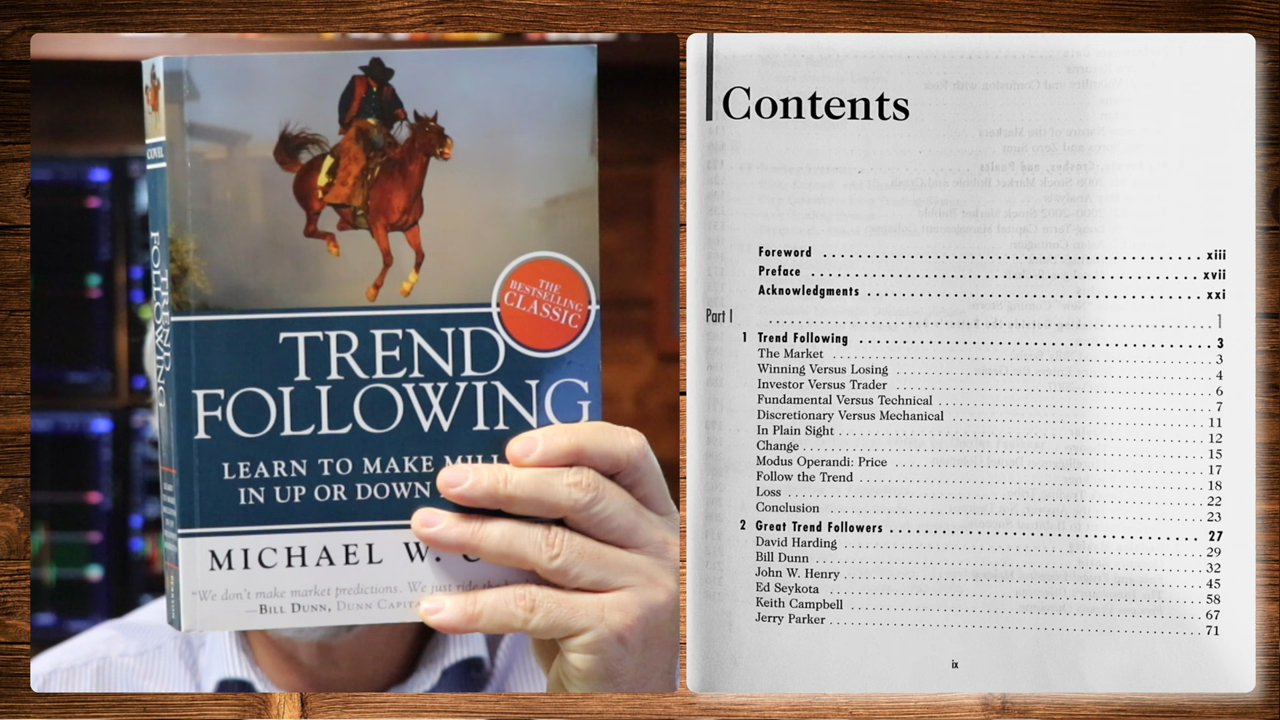 COVEL
TREND
FOLLOWING
THE
BESTSELLING
CLASSIC
TREND
FOLLOWING
LEARN TO MAKE
IN UP OR DOWN
MICHAEL W.
"We don't make market predictions. We just ride
—BILL DUNN, DUNN
Contents
Foreword .......... xiii
Preface .......... xvii
Acknowledgments .......... xxi
Part I .......... 1
1 Trend Following .......... 3
The Market .......... 3
Winning Versus Losing .......... 4
Investor Versus Trader .......... 6
Fundamental Versus Technical .......... 7
Discretionary Versus Mechanical .......... 11
In Plain Sight .......... 12
Change .......... 15
Modus Operandi: Price .......... 17
Follow the Trend .......... 18
Loss .......... 22
Conclusion .......... 23
2 Great Trend Followers .......... 27
David Harding .......... 29
Bill Dunn .......... 32
John W. Henry .......... 45
Ed Seykota .......... 58
Keith Campbell .......... 67
Jerry Parker .......... 71
ix